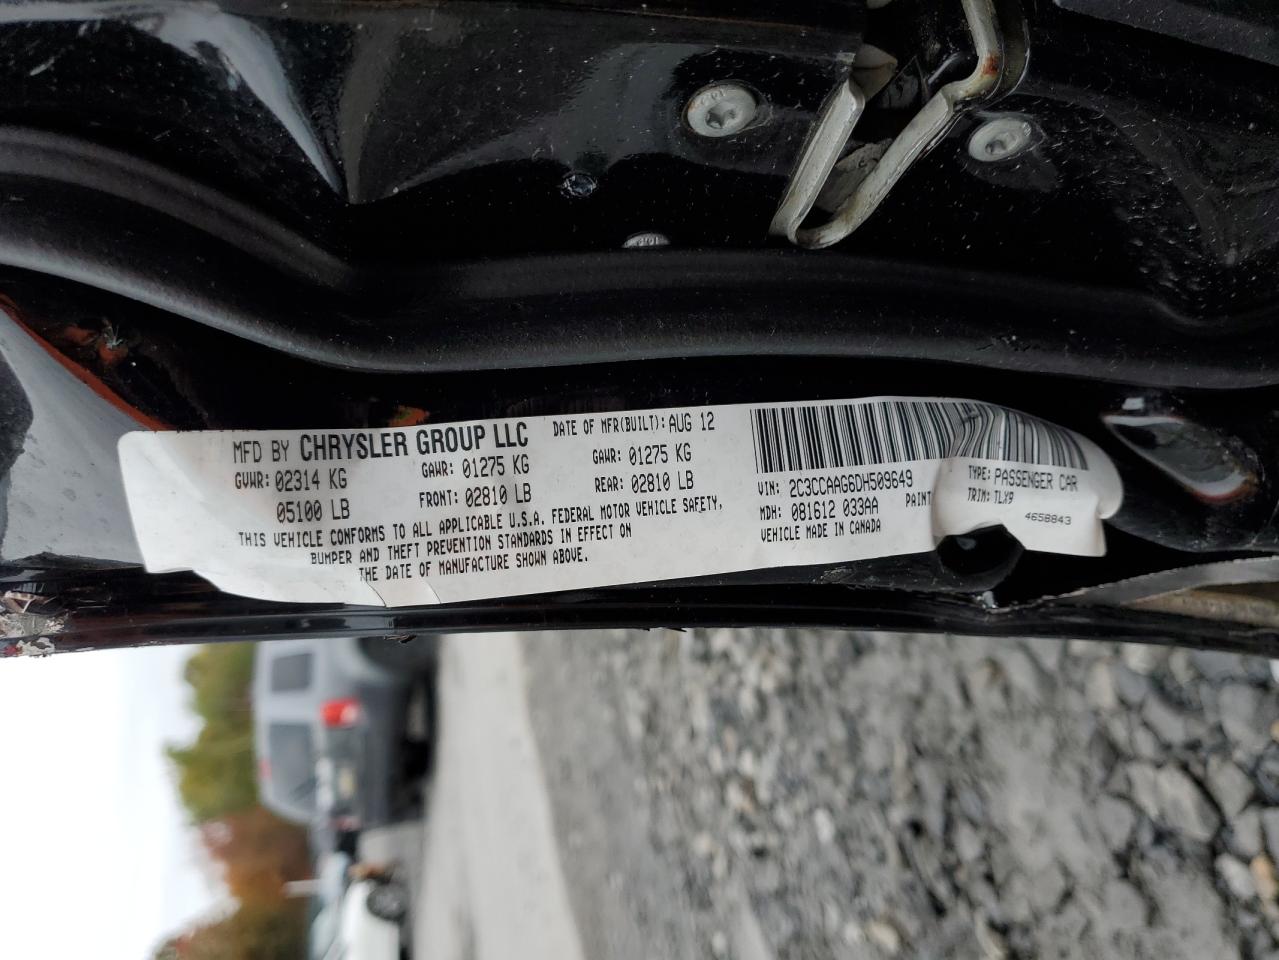 MFD BY CHRYSLER GROUP LLC DATE OF MFR(BUILT): AUG 12
GVWR: 02314 KG GAWR: 01275 KG GAWR: 01275 KG
05100 LB FRONT: 02810 LB REAR: 02810 LB
THIS VEHICLE CONFORMS TO ALL APPLICABLE U.S.A. FEDERAL MOTOR VEHICLE SAFETY,
BUMPER AND THEFT PREVENTION STANDARDS IN EFFECT ON
THE DATE OF MANUFACTURE SHOWN ABOVE.
VIN: 2C3CCAAG6DH509649 TYPE: PASSENGER CAR
MDH: 081612 033AA PAINT TRIM: TLX9
VEHICLE MADE IN CANADA 4658843